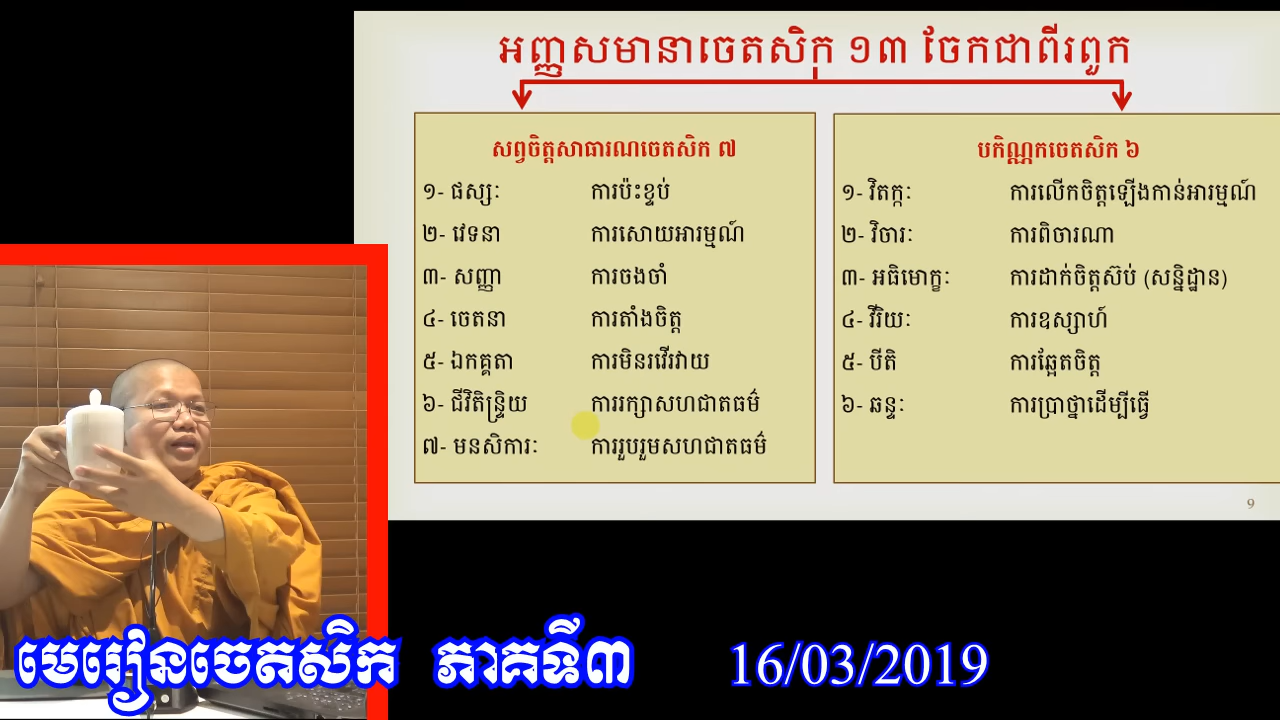 អញ្ញសមានាចេតសិក ១៣ ចែកជាពីរពួក
សព្វចិត្តសាធារណចេតសិក ៧
១- ផស្សៈ ការប៉ះខ្ទប់
២- វេទនា ការសោយអារម្មណ៍
៣- សញ្ញា ការចងចាំ
៤- ចេតនា ការតាំងចិត្ត
៥- ឯកគ្គតា ការមិនរវើរវាយ
៦- ជីវិតិន្ទ្រិយ ការរក្សាសហជាតធម៌
៧- មនសិការៈ ការរួបរួមសហជាតធម៌
បកិណ្ណកចេតសិក ៦
១- វិតក្កៈ ការលើកចិត្តឡើងកាន់អារម្មណ៍
២- វិចារៈ ការពិចារណា
៣- អធិមោក្ខៈ ការដាក់ចិត្តស៊ប់ (សន្និដ្ឋាន)
៤- វីរិយៈ ការឧស្សាហ៍
៥- បីតិ ការឆ្អែតចិត្ត
៦- ឆន្ទៈ ការប្រាថ្នាដើម្បីធ្វើ
9
មេរៀនចេតសិក ភាគទី៣ 16/03/2019